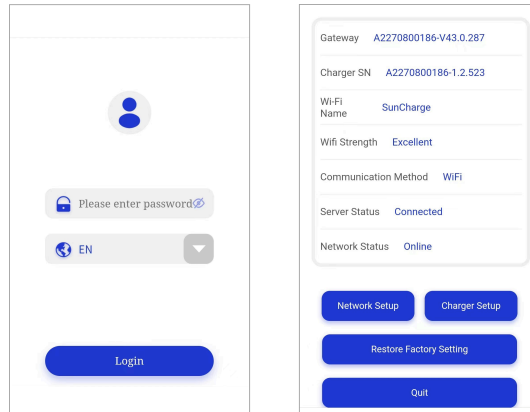 Please enter password
EN
Login
Gateway A2270800186-V43.0.287
Charger SN A2270800186-1.2.523
Wi-Fi
Name SunCharge
Wifi Strength Excellent
Communication Method WiFi
Server Status Connected
Network Status Online
Network Setup Charger Setup
Restore Factory Setting
Quit